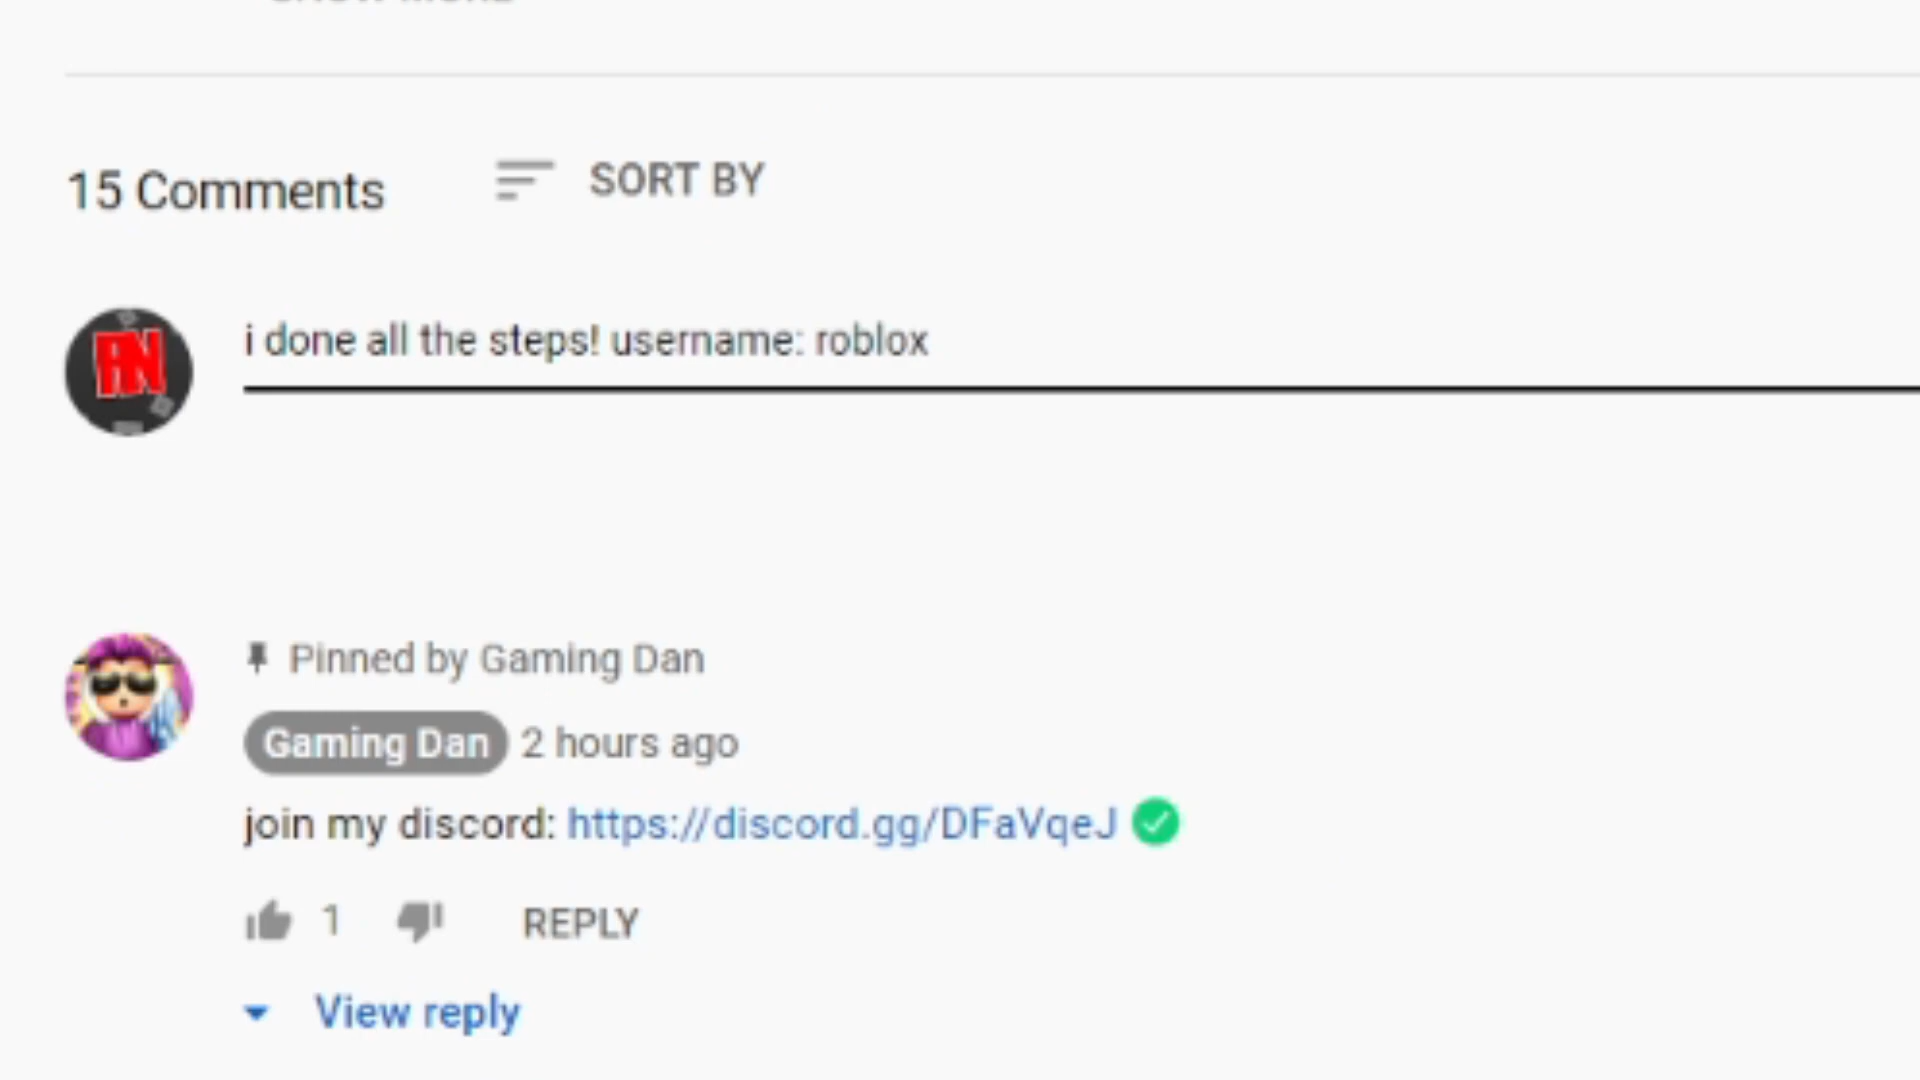 15 Comments
SORT BY
i done all the steps! username: roblox
Pinned by Gaming Dan
Gaming Dan 2 hours ago
join my discord: https://discord.gg/DFaVqeJ
1
REPLY
View reply